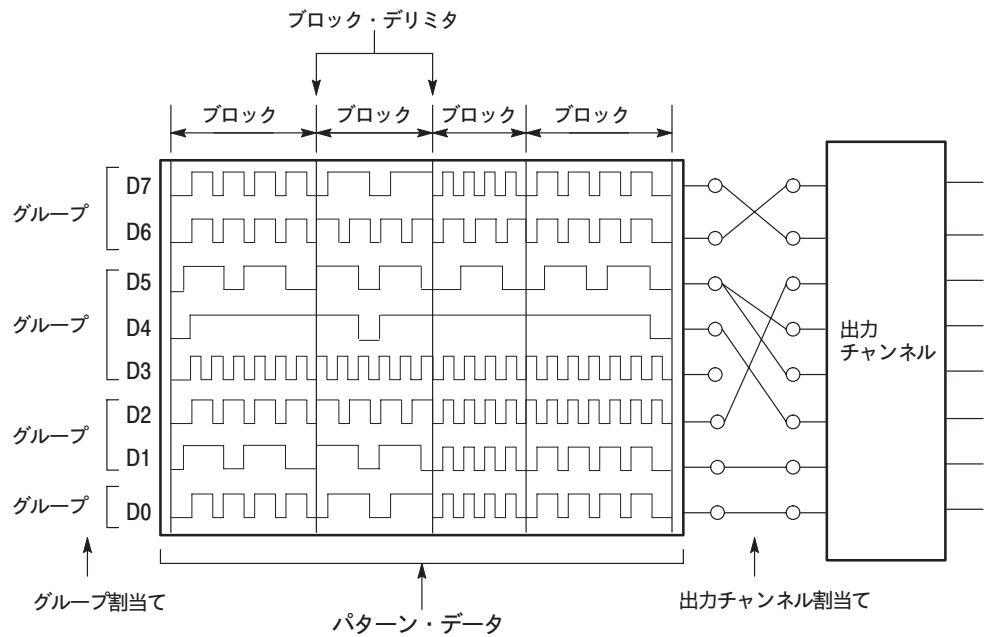 ブロック・デリミタ
ブロック
ブロック
ブロック
ブロック
グループ
D7
D6
グループ
D5
D4
D3
グループ
D2
D1
グループ
D0
出力
チャンネル
グループ割当て
パターン・データ
出力チャンネル割当て